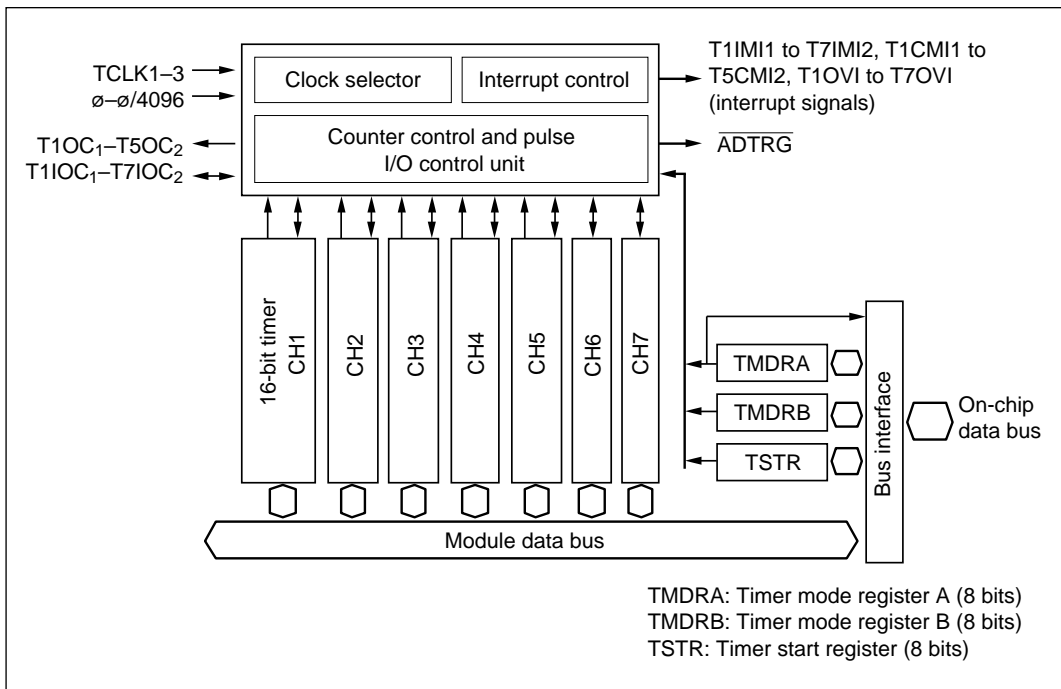 TCLK1–3
ø–ø/4096
T1OC₁–T5OC₂
T1IOC₁–T7IOC₂
Clock selector
Interrupt control
Counter control and pulse
I/O control unit
T1IMI1 to T7IMI2, T1CMI1 to
T5CMI2, T1OVI to T7OVI
(interrupt signals)
ADTRG
16-bit timer
CH1
CH2
CH3
CH4
CH5
CH6
CH7
TMDRA
TMDRB
TSTR
Bus interface
On-chip
data bus
Module data bus
TMDRA: Timer mode register A (8 bits)
TMDRB: Timer mode register B (8 bits)
TSTR: Timer start register (8 bits)